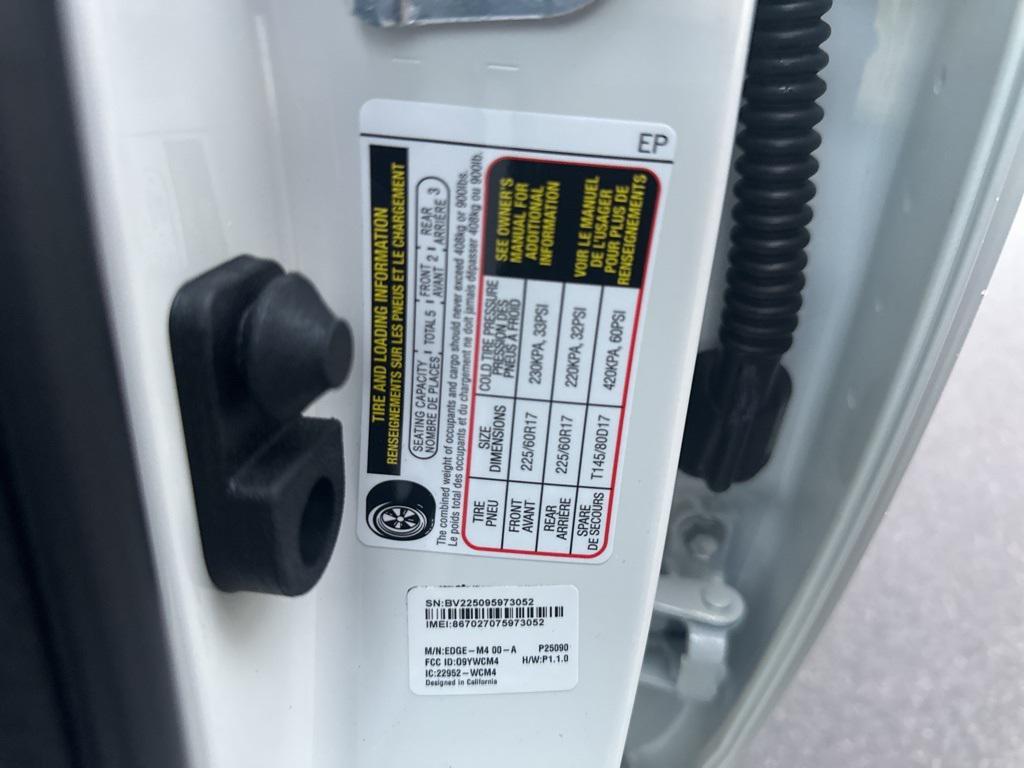 EP
TIRE AND LOADING INFORMATION
RENSEIGNEMENTS SUR LES PNEUS ET LE CHARGEMENT
SEATING CAPACITY
NOMBRE DE PLACES
TOTAL 5
FRONT
AVANT 2
REAR
ARRIÈRE 3
The combined weight of occupants and cargo should never exceed 408kg or 900lbs.
Le poids total des occupants et du chargement ne doit jamais dépasser 408kg ou 900lb.
TIRE
PNEU
SIZE
DIMENSIONS
COLD TIRE PRESSURE
PRESSION DES
PNEUS A FROID
FRONT
AVANT
225/60R17
230KPA, 33PSI
REAR
ARRIERE
225/60R17
220KPA, 32PSI
SPARE
DE SECOURS
T145/80D17
420KPA, 60PSI
SEE OWNER'S
MANUAL FOR
ADDITIONAL
INFORMATION
VOIR LE MANUEL
DE L'USAGER
POUR PLUS DE
RENSEIGNEMENTS
SN:BV225095973052
IMEI:867027075973052
M/N:EDGE-M4 00-A P25090
FCC ID:O9YWCM4 H/W:P1.1.0
IC:22952-WCM4
Designed in California